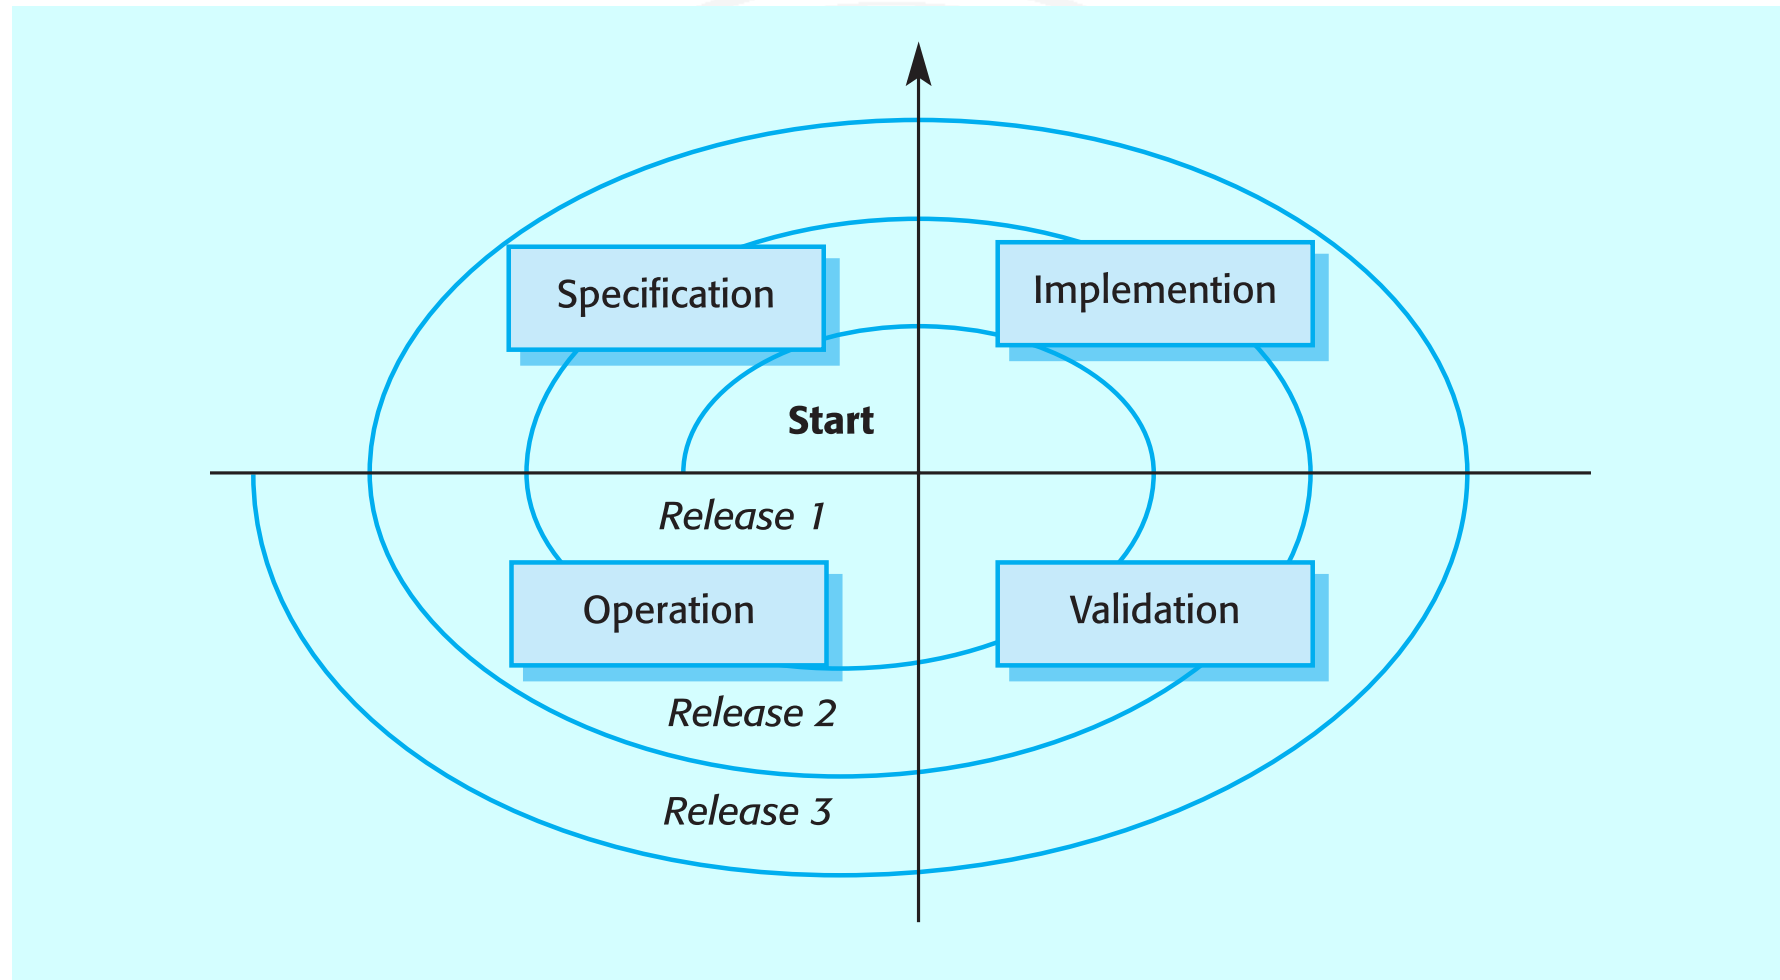 Specification
Implemention
Start
Release 1
Operation
Validation
Release 2
Release 3